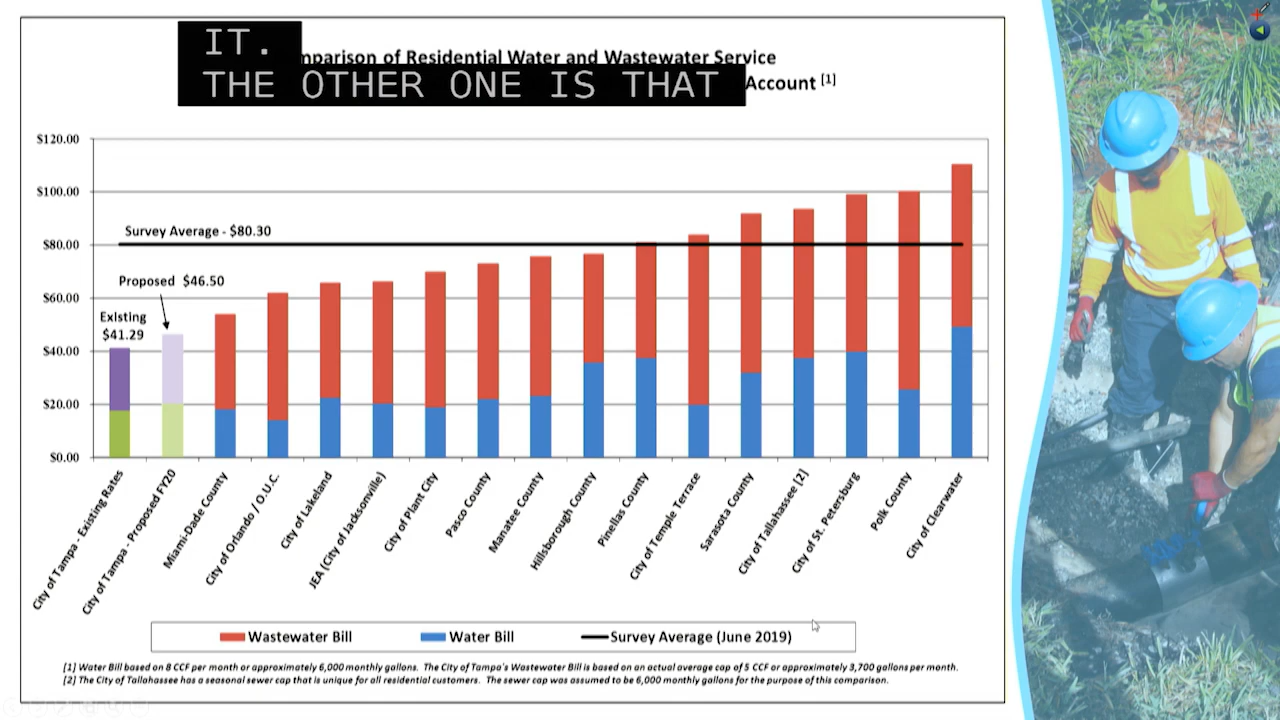 IT.
mparison of Residential Water and Wastewater Service
THE OTHER ONE IS THAT
Account [1]
$120.00
$100.00
$80.00
$60.00
$40.00
$20.00
$0.00
Survey Average - $80.30
Proposed $46.50
Existing
$41.29
City of Tampa - Existing Rates
City of Tampa - Proposed FY20
Miami-Dade County
City of Orlando / O.U.C.
City of Lakeland
JEA (City of Jacksonville)
City of Plant City
Pasco County
Manatee County
Hillsborough County
Pinellas County
City of Temple Terrace
Sarasota County
City of Tallahassee [2]
City of St. Petersburg
Polk County
City of Clearwater
Wastewater Bill
Water Bill
Survey Average (June 2019)
[1] Water Bill based on 8 CCF per month or approximately 6,000 monthly gallons. The City of Tampa's Wastewater Bill is based on an actual average cap of 5 CCF or approximately 3,700 gallons per month.
[2] The City of Tallahassee has a seasonal sewer cap that is unique for all residential customers. The sewer cap was assumed to be 6,000 monthly gallons for the purpose of this comparison.